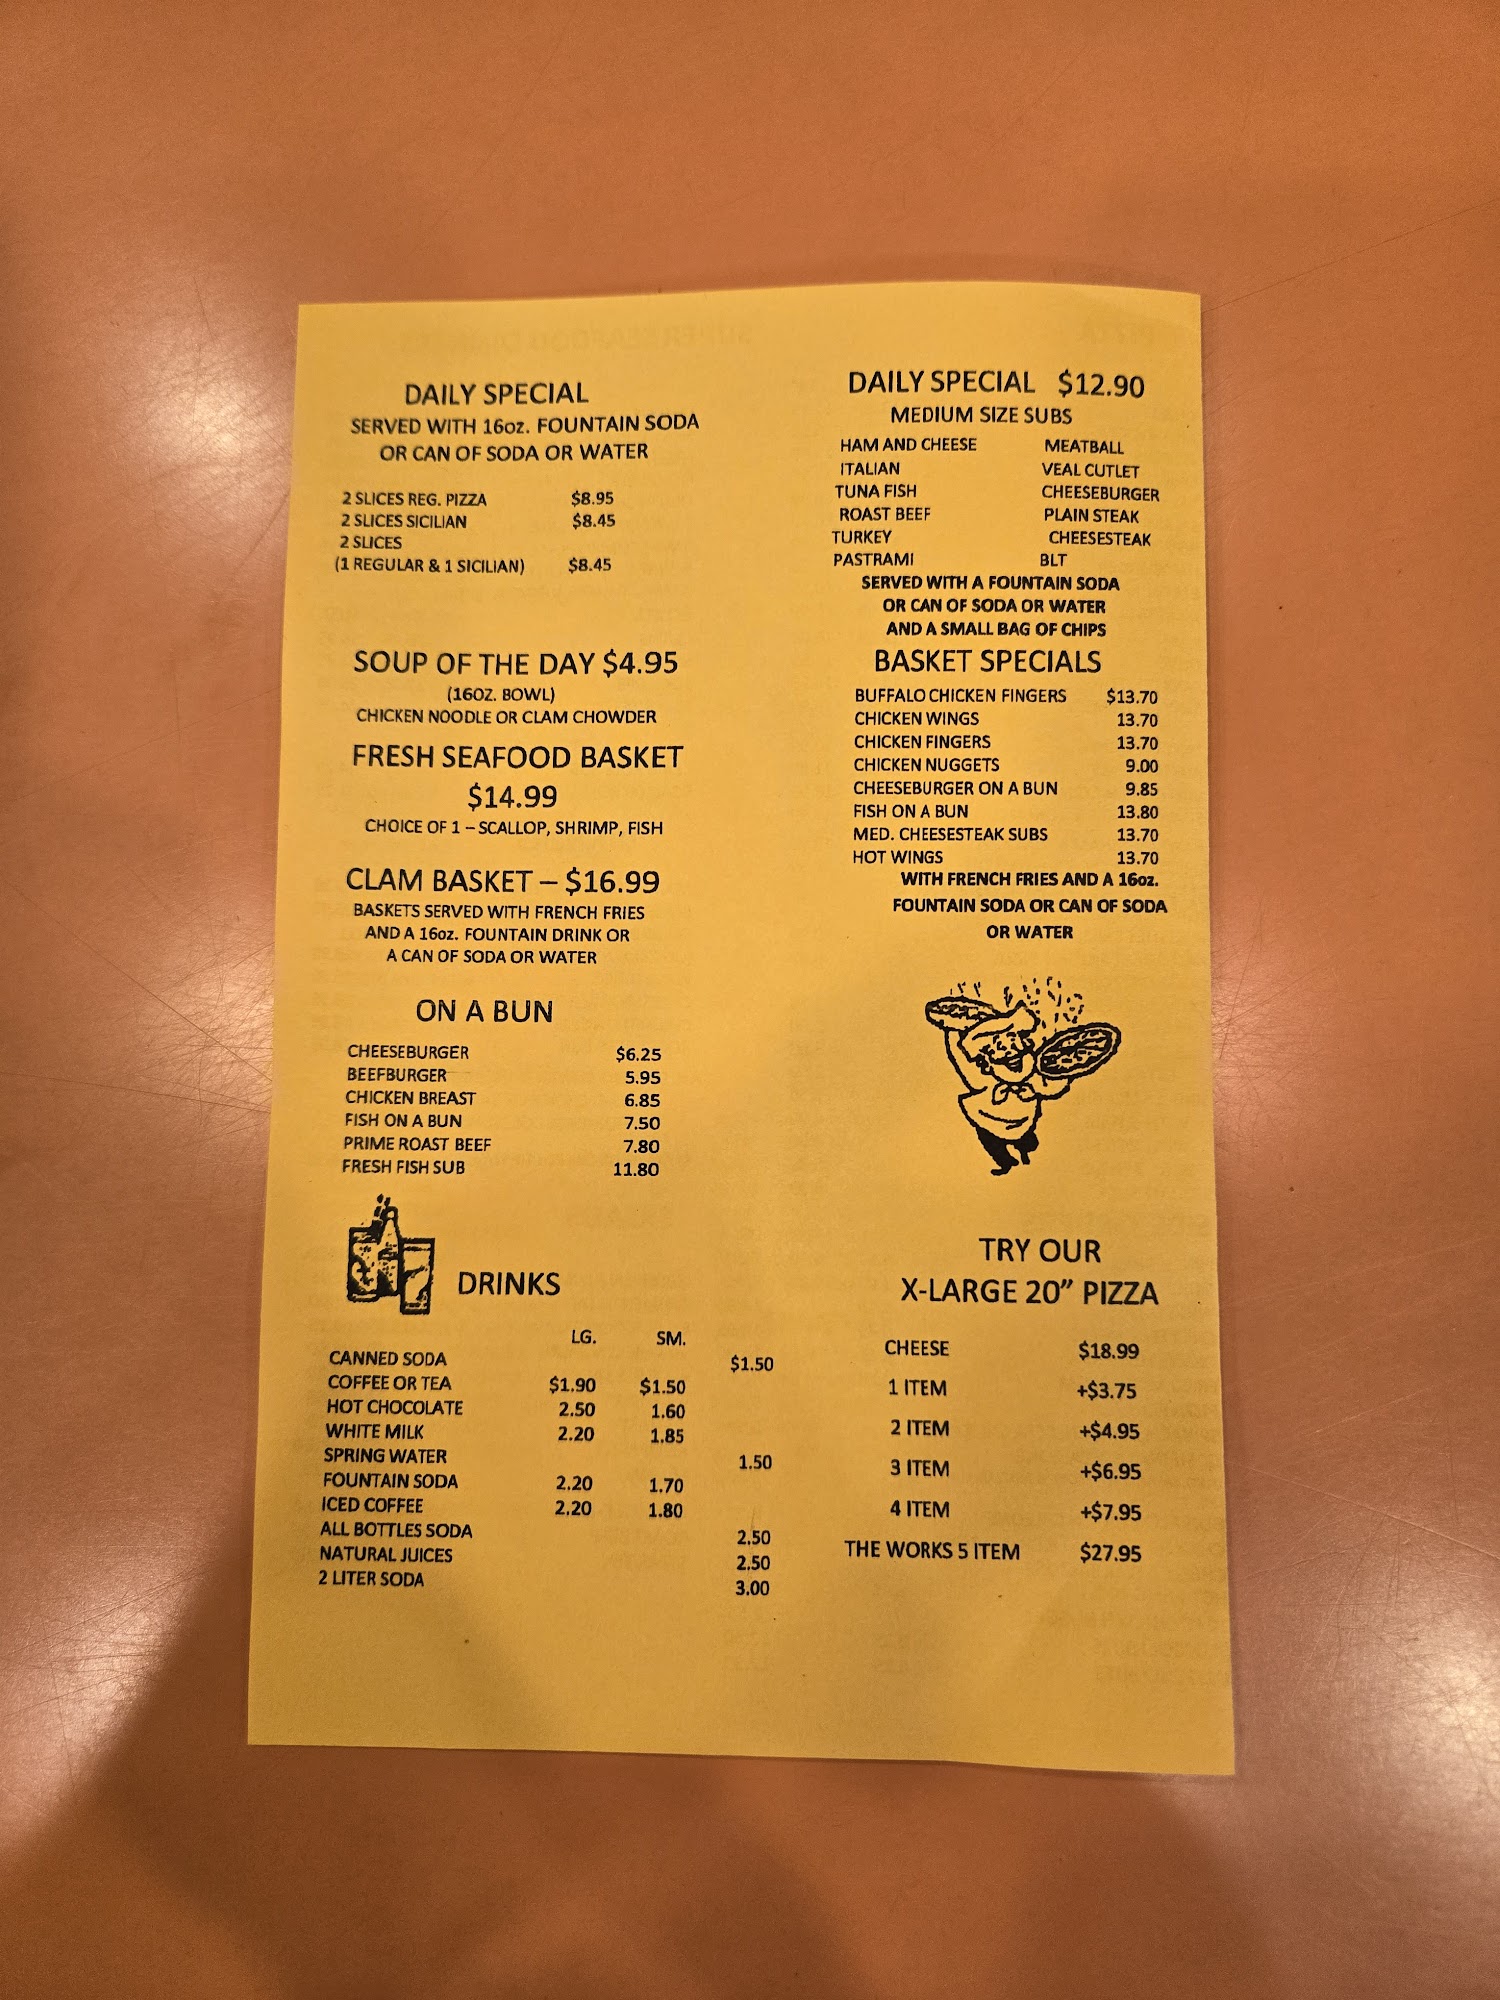 DAILY SPECIAL
SERVED WITH 16oz. FOUNTAIN SODA
OR CAN OF SODA OR WATER
2 SLICES REG. PIZZA $8.95
2 SLICES SICILIAN $8.45
2 SLICES
(1 REGULAR & 1 SICILIAN) $8.45
SOUP OF THE DAY $4.95
(16OZ. BOWL)
CHICKEN NOODLE OR CLAM CHOWDER
FRESH SEAFOOD BASKET
$14.99
CHOICE OF 1 – SCALLOP, SHRIMP, FISH
CLAM BASKET – $16.99
BASKETS SERVED WITH FRENCH FRIES
AND A 16oz. FOUNTAIN DRINK OR
A CAN OF SODA OR WATER
ON A BUN
CHEESEBURGER $6.25
BEEFBURGER 5.95
CHICKEN BREAST 6.85
FISH ON A BUN 7.50
PRIME ROAST BEEF 7.80
FRESH FISH SUB 11.80
DRINKS
LG. SM.
CANNED SODA $1.50
COFFEE OR TEA $1.90 $1.50
HOT CHOCOLATE 2.50 1.60
WHITE MILK 2.20 1.85
SPRING WATER 1.50
FOUNTAIN SODA 2.20 1.70
ICED COFFEE 2.20 1.80
ALL BOTTLES SODA 2.50
NATURAL JUICES 2.50
2 LITER SODA 3.00
DAILY SPECIAL $12.90
MEDIUM SIZE SUBS
HAM AND CHEESE MEATBALL
ITALIAN VEAL CUTLET
TUNA FISH CHEESEBURGER
ROAST BEEF PLAIN STEAK
TURKEY CHEESESTEAK
PASTRAMI BLT
SERVED WITH A FOUNTAIN SODA
OR CAN OF SODA OR WATER
AND A SMALL BAG OF CHIPS
BASKET SPECIALS
BUFFALO CHICKEN FINGERS $13.70
CHICKEN WINGS 13.70
CHICKEN FINGERS 13.70
CHICKEN NUGGETS 9.00
CHEESEBURGER ON A BUN 9.85
FISH ON A BUN 13.80
MED. CHEESESTEAK SUBS 13.70
HOT WINGS 13.70
WITH FRENCH FRIES AND A 16oz.
FOUNTAIN SODA OR CAN OF SODA
OR WATER
TRY OUR
X-LARGE 20” PIZZA
CHEESE $18.99
1 ITEM +$3.75
2 ITEM +$4.95
3 ITEM +$6.95
4 ITEM +$7.95
THE WORKS 5 ITEM $27.95